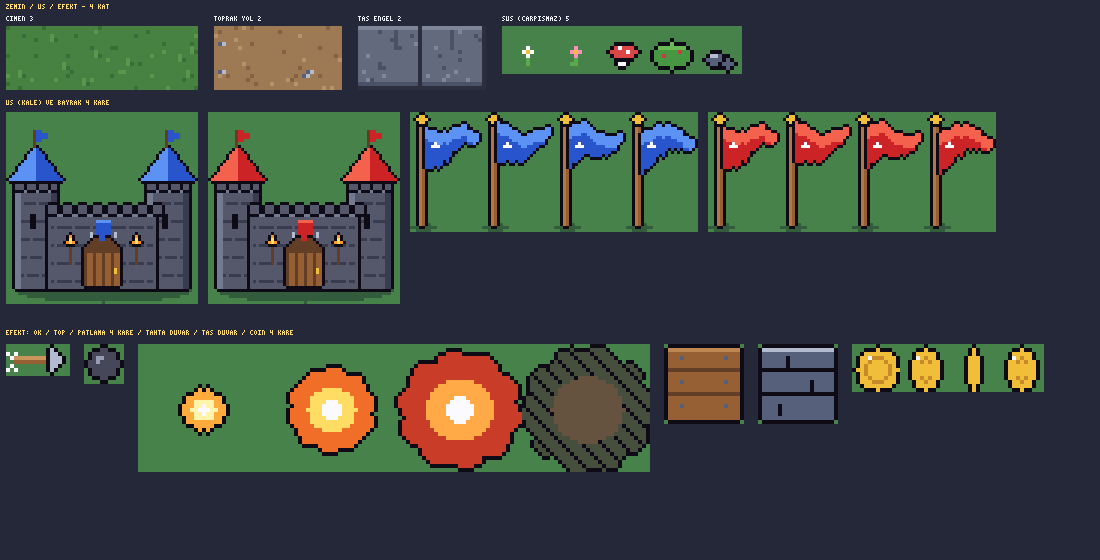 ZEMIN / US / EFEKT - 4 KAT
CIMEN 3
TOPRAK YOL 2
TAS ENGEL 2
SUS (CARPISMAZ) 5
US (KALE) VE BAYRAK 4 KARE
EFEKT: OK / TOP / PATLAMA 4 KARE / TAHTA DUVAR / TAS DUVAR / COIN 4 KARE